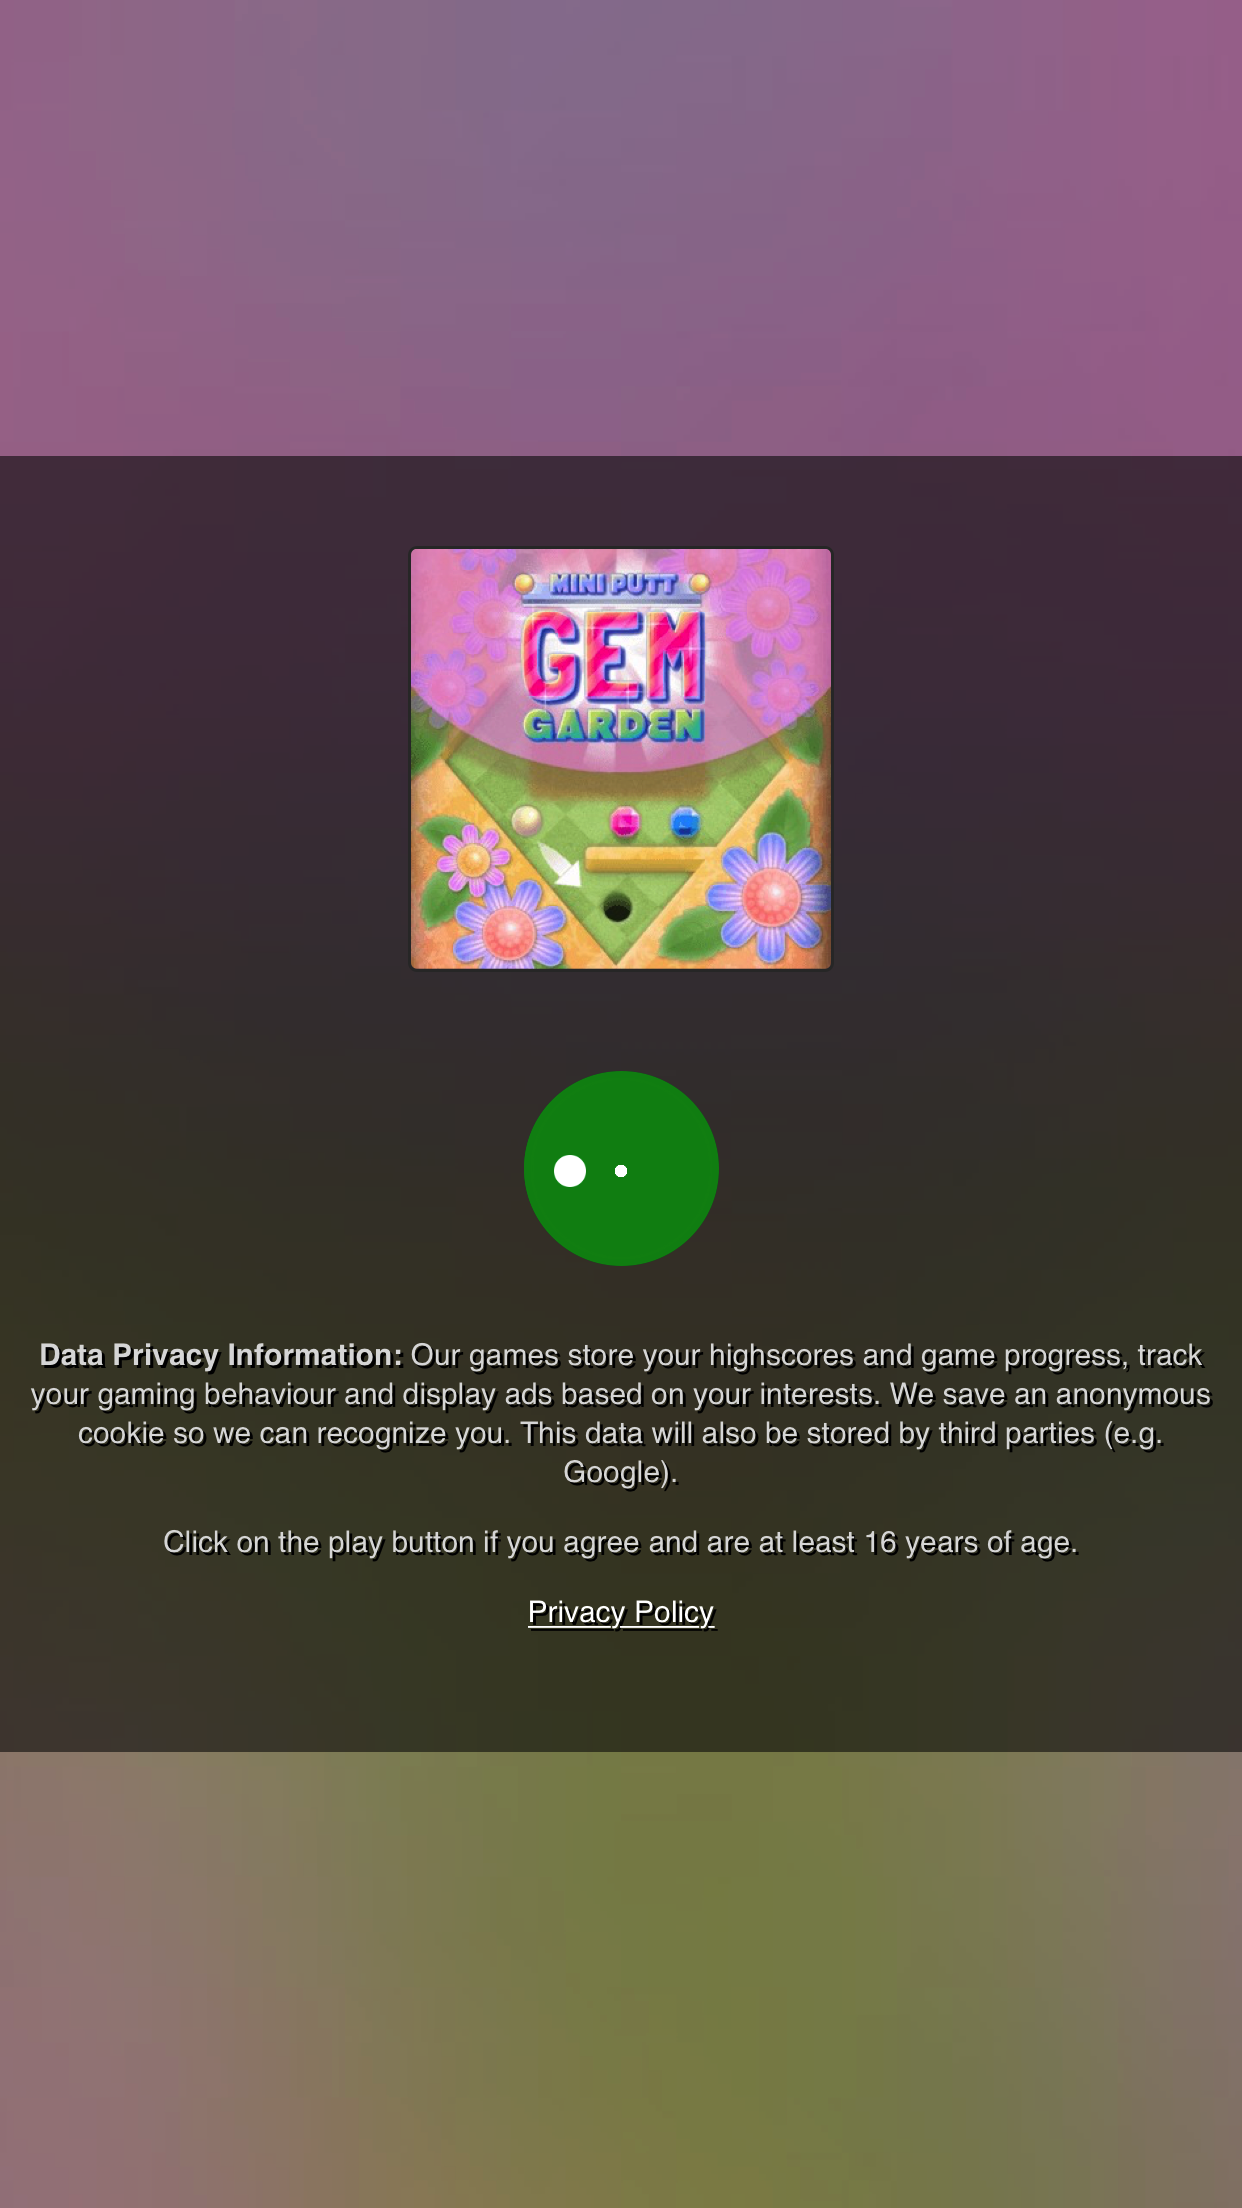 MINI PUTT
GEM
GARDEN
Data Privacy Information: Our games store your highscores and game progress, track
your gaming behaviour and display ads based on your interests. We save an anonymous
cookie so we can recognize you. This data will also be stored by third parties (e.g.
Google).
Click on the play button if you agree and are at least 16 years of age.
Privacy Policy